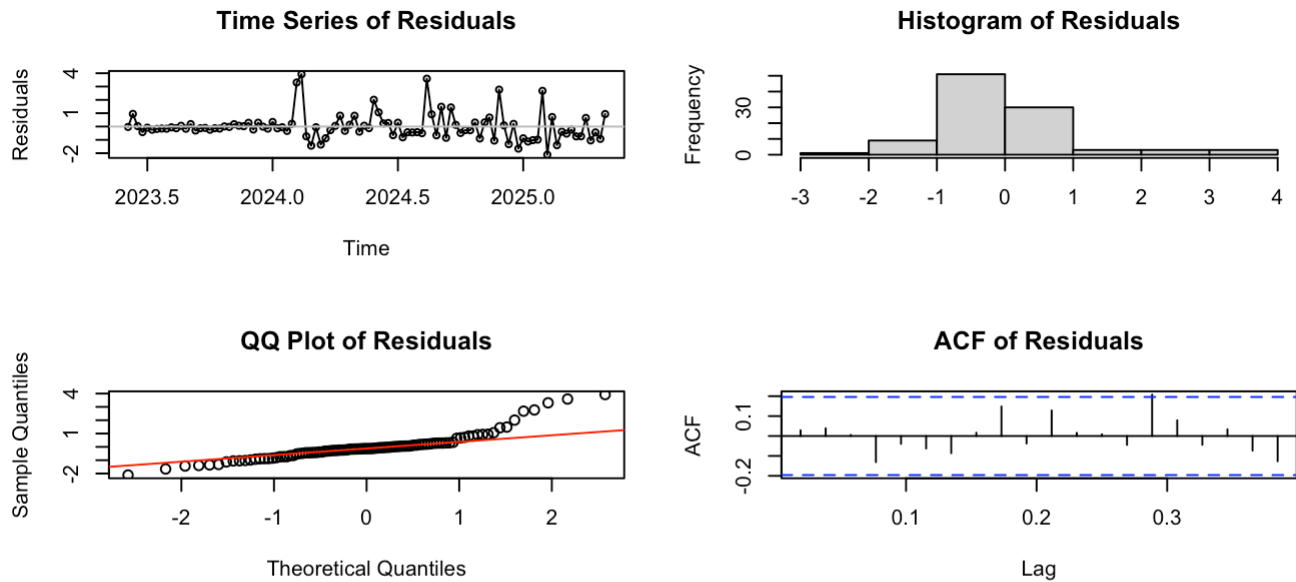 Time Series of Residuals
Residuals
4
1
-2
2023.5 2024.0 2024.5 2025.0
Time
Histogram of Residuals
Frequency
30
0
-3 -2 -1 0 1 2 3 4
QQ Plot of Residuals
Sample Quantiles
4
1
-2
-2 -1 0 1 2
Theoretical Quantiles
ACF of Residuals
ACF
0.1
-0.2
0.1 0.2 0.3
Lag